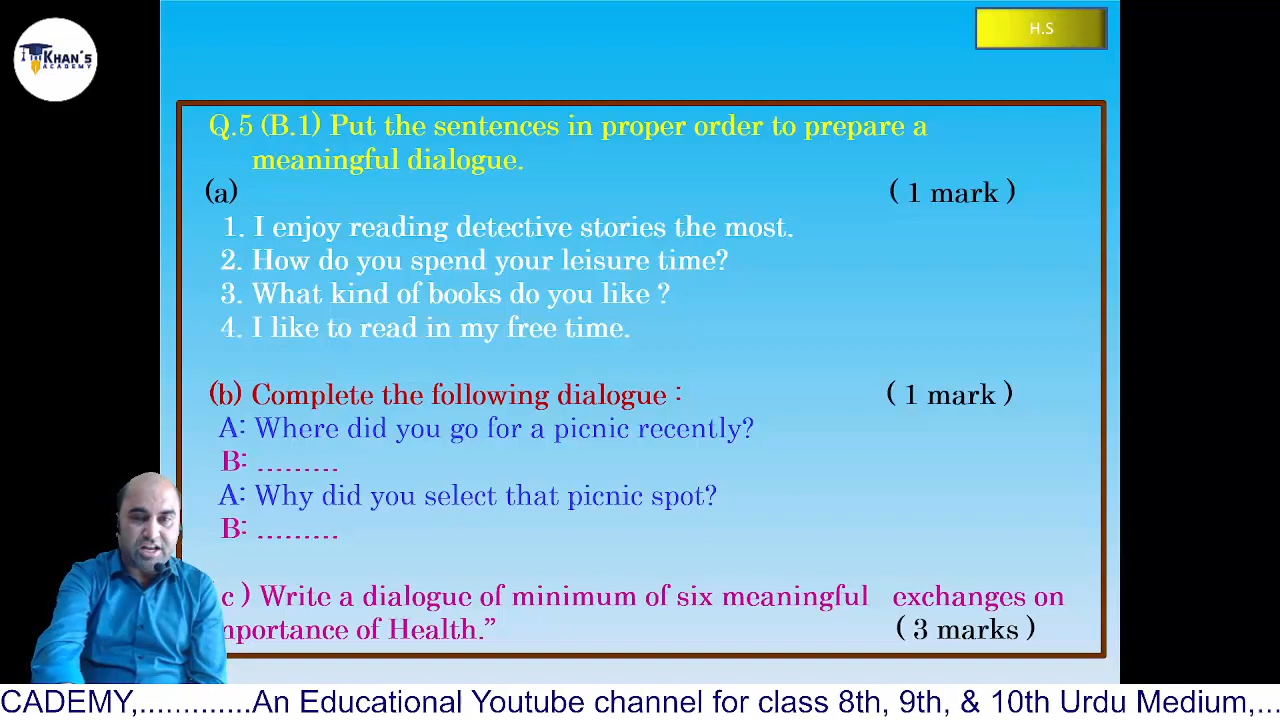 H.S
KHAN'S
ACADEMY
Q.5 (B.1) Put the sentences in proper order to prepare a
meaningful dialogue.
(a) ( 1 mark )
1. I enjoy reading detective stories the most.
2. How do you spend your leisure time?
3. What kind of books do you like ?
4. I like to read in my free time.
(b) Complete the following dialogue : ( 1 mark )
A: Where did you go for a picnic recently?
B: .........
A: Why did you select that picnic spot?
B: .........
c ) Write a dialogue of minimum of six meaningful exchanges on
mportance of Health.” ( 3 marks )
CADEMY,.............An Educational Youtube channel for class 8th, 9th, & 10th Urdu Medium,...